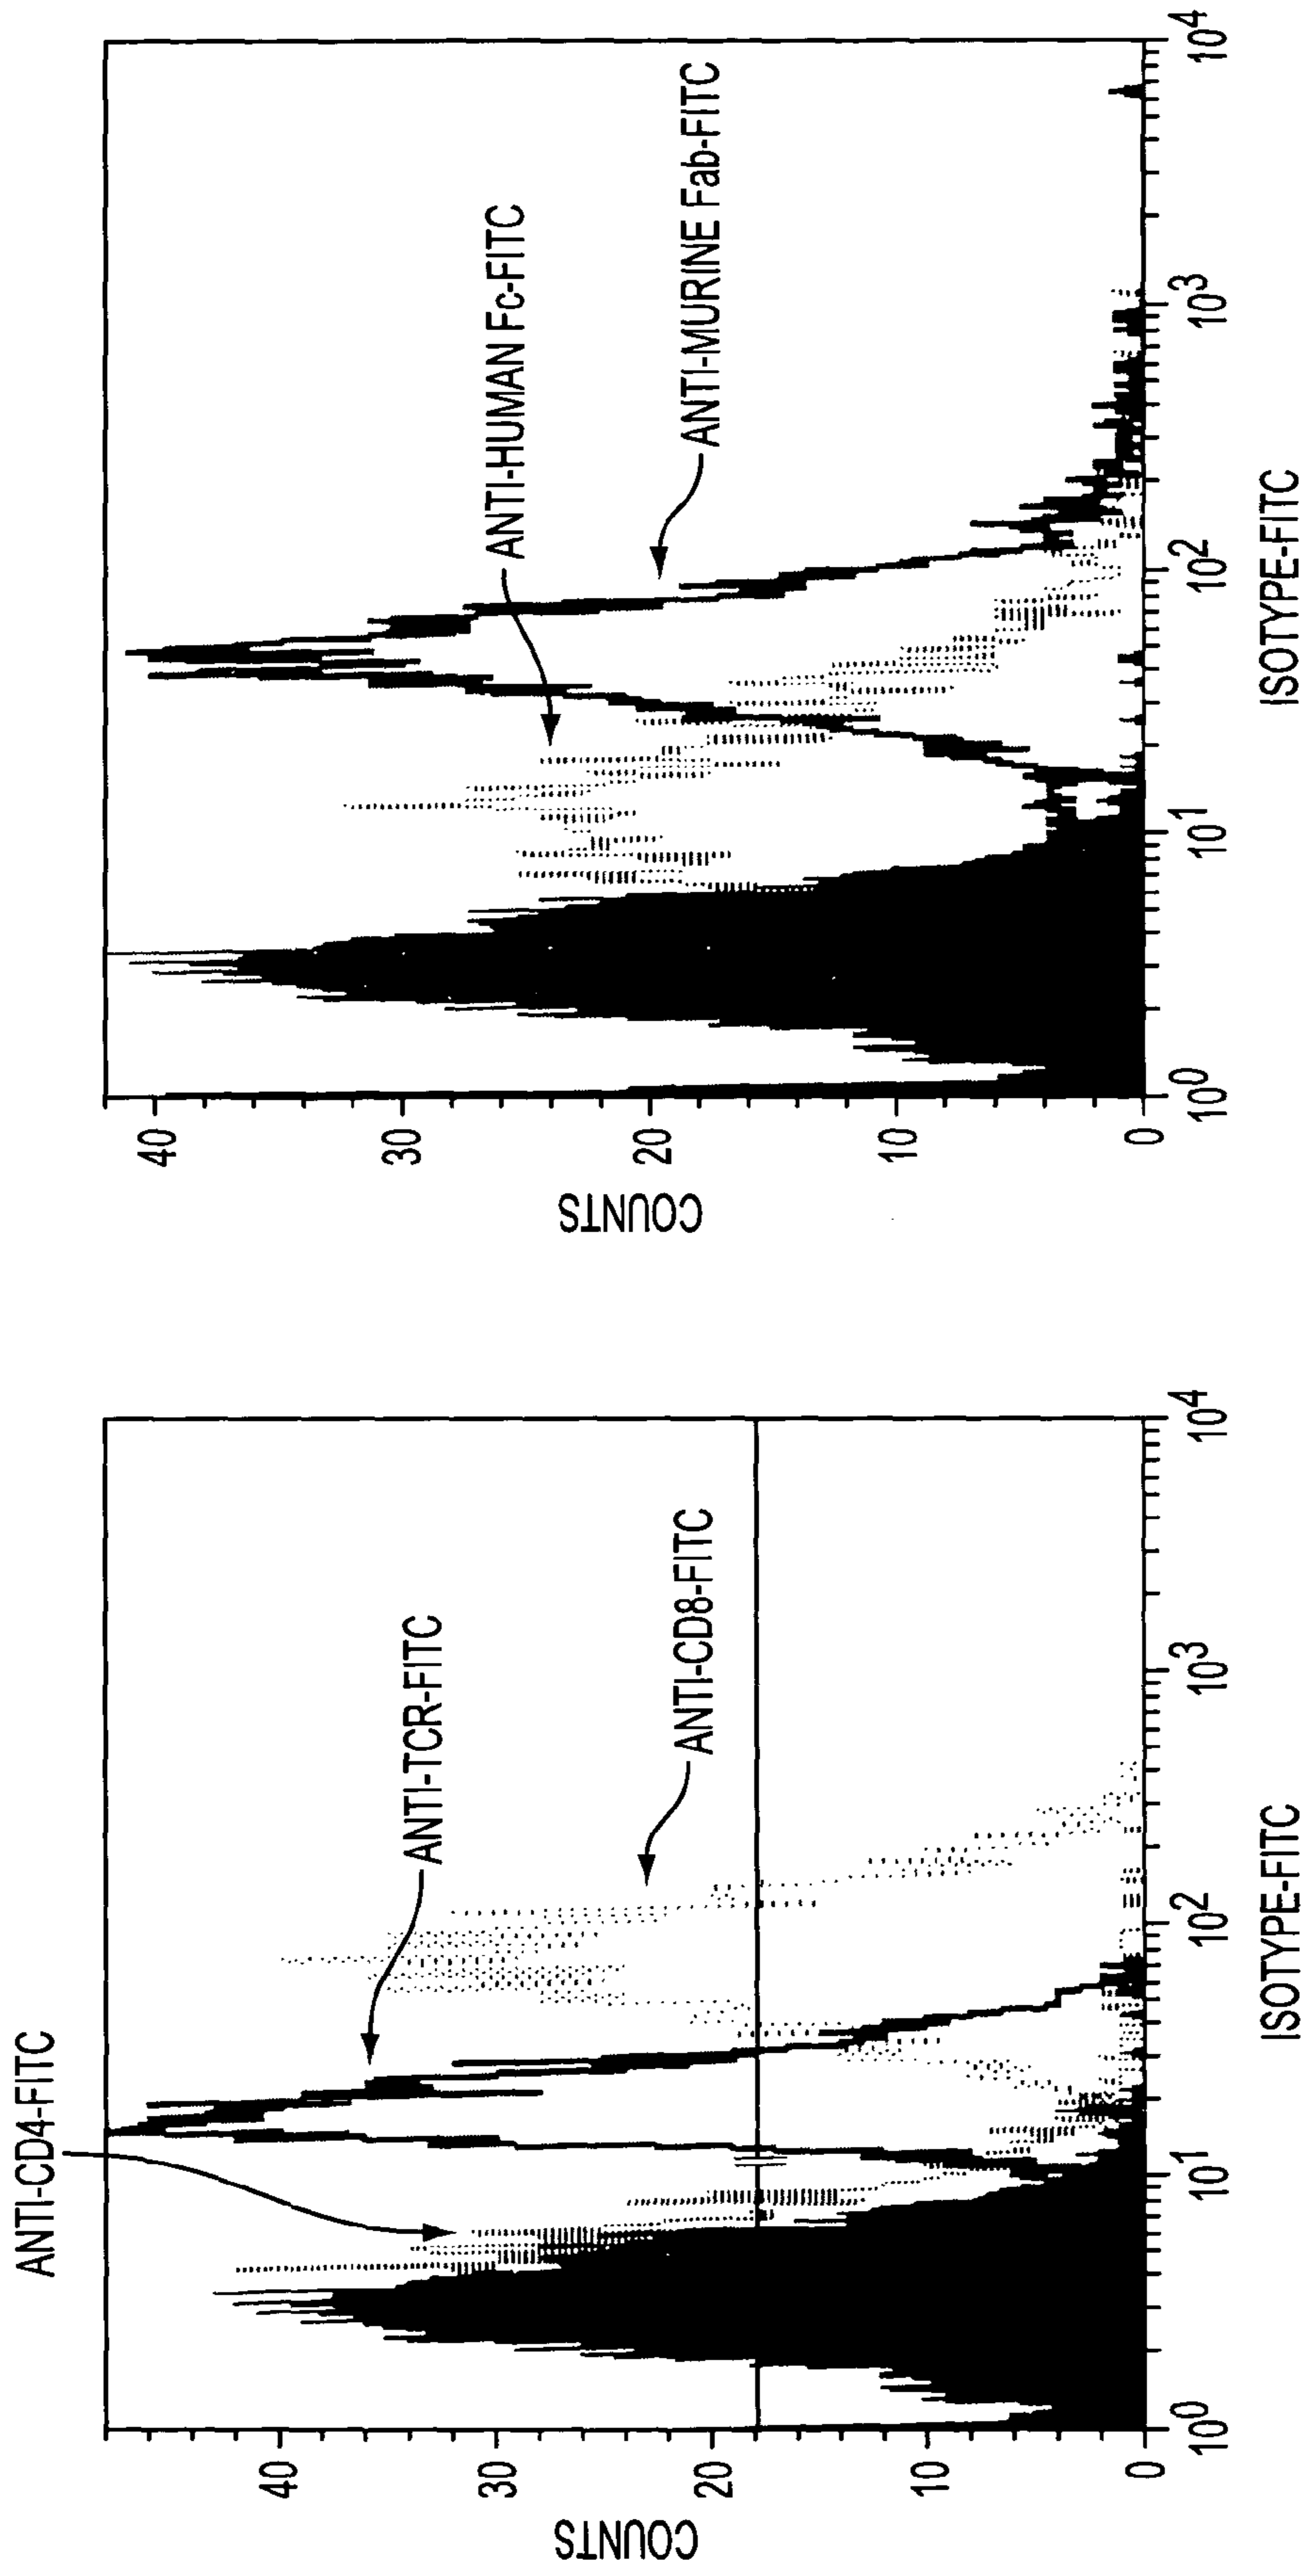 ANTI-CD4-FITC
ANTI-TCR-FITC
ANTI-CD8-FITC
COUNTS
40
30
20
10
0
10^0
10^1
10^2
10^3
10^4
ISOTYPE-FITC
ANTI-HUMAN Fc-FITC
ANTI-MURINE Fab-FITC
COUNTS
40
30
20
10
0
10^0
10^1
10^2
10^3
10^4
ISOTYPE-FITC